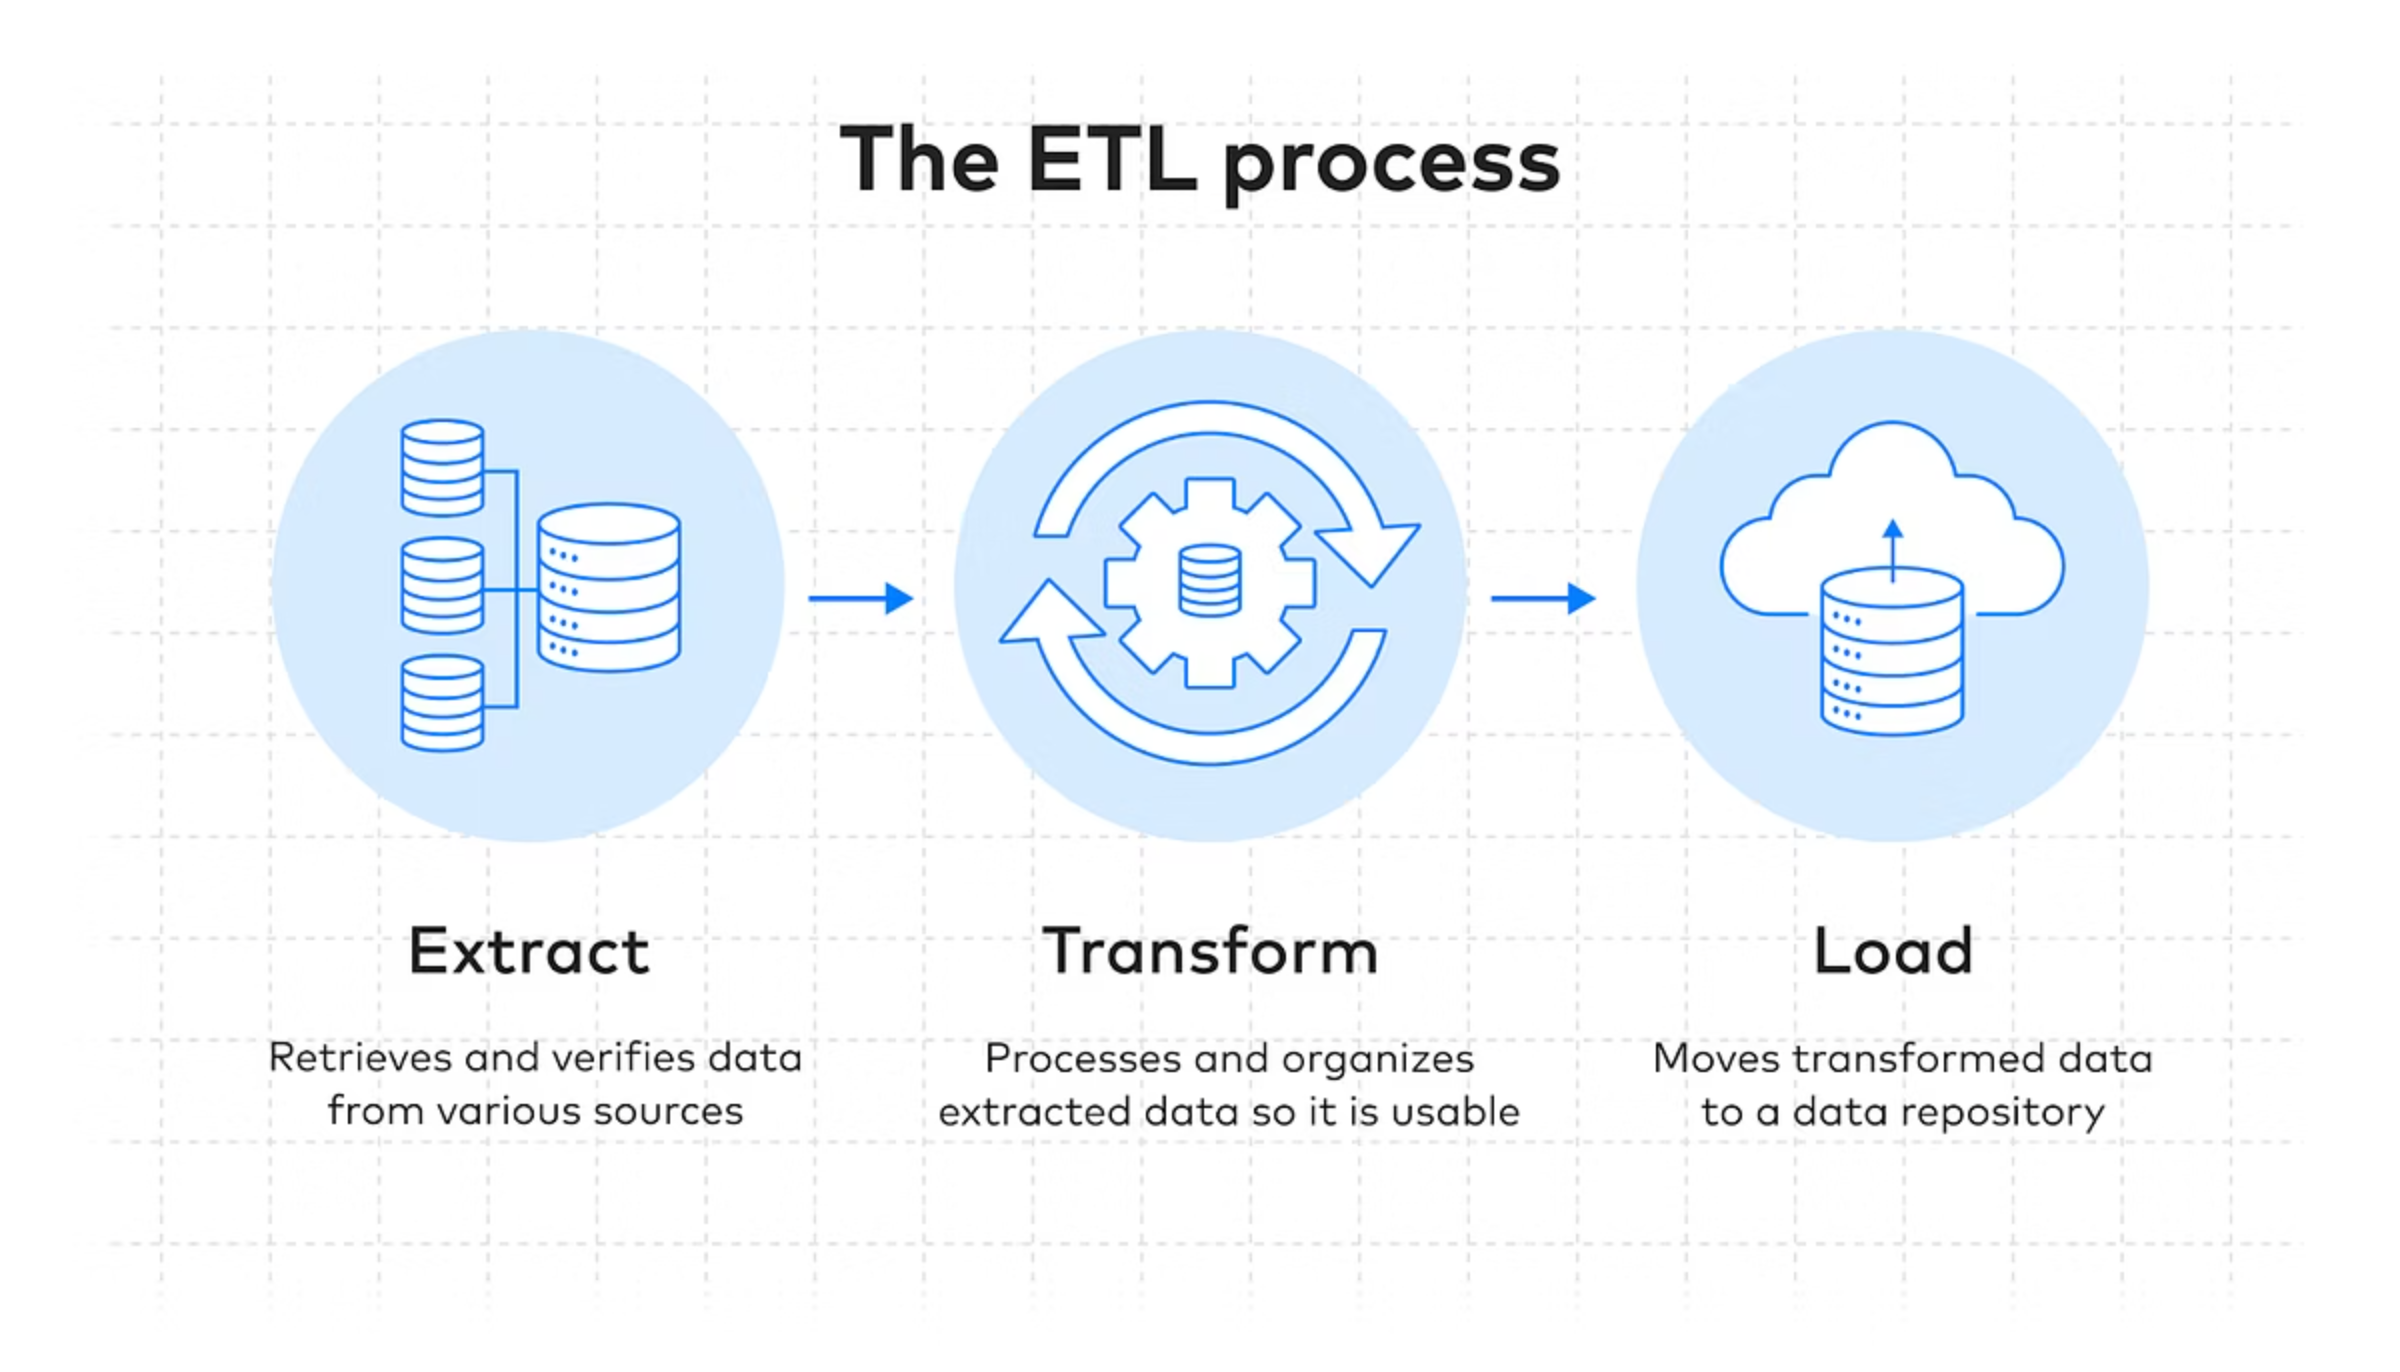 The ETL process
Extract
Retrieves and verifies data
from various sources
Transform
Processes and organizes
extracted data so it is usable
Load
Moves transformed data
to a data repository